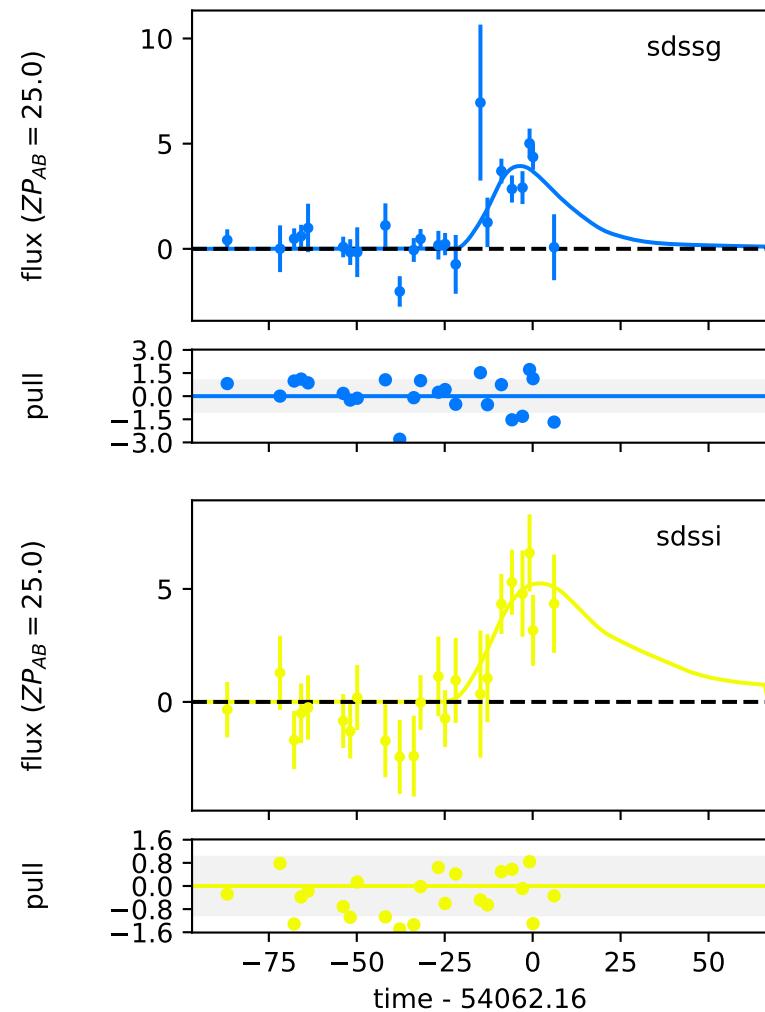 sdssg
flux (ZP_AB = 25.0)
10
5
0
pull
3.0
1.5
0.0
−1.5
−3.0
sdssi
flux (ZP_AB = 25.0)
5
0
pull
1.6
0.8
0.0
−0.8
−1.6
−75 −50 −25 0 25 50
time - 54062.16